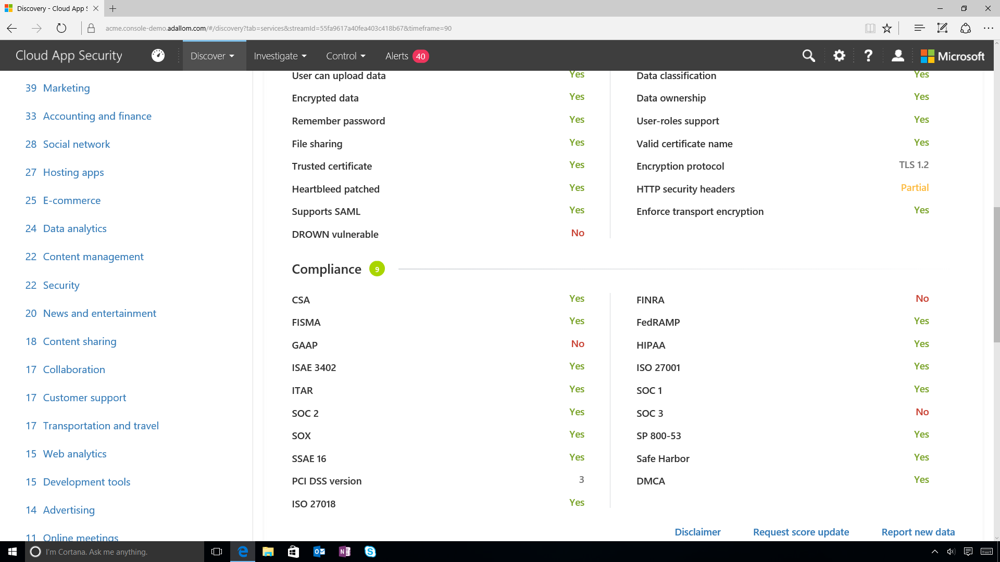 Discovery - Cloud App S
acme.console-demo.adallom.com/#/discovery?tab=services&streamId=55fa9617a40fea403c418b67&timeframe=90
Cloud App Security
Discover
Investigate
Control
Alerts 40
?
Microsoft
39 Marketing
33 Accounting and finance
28 Social network
27 Hosting apps
25 E-commerce
24 Data analytics
22 Content management
22 Security
20 News and entertainment
18 Content sharing
17 Collaboration
17 Customer support
17 Transportation and travel
15 Web analytics
15 Development tools
14 Advertising
11 Online meetings
User can upload data Yes
Encrypted data Yes
Remember password Yes
File sharing Yes
Trusted certificate Yes
Heartbleed patched Yes
Supports SAML Yes
DROWN vulnerable No
Data classification Yes
Data ownership Yes
User-roles support Yes
Valid certificate name Yes
Encryption protocol TLS 1.2
HTTP security headers Partial
Enforce transport encryption Yes
Compliance 9
CSA Yes
FISMA Yes
GAAP No
ISAE 3402 Yes
ITAR Yes
SOC 2 Yes
SOX Yes
SSAE 16 Yes
PCI DSS version 3
ISO 27018 Yes
FINRA No
FedRAMP Yes
HIPAA Yes
ISO 27001 Yes
SOC 1 Yes
SOC 3 No
SP 800-53 Yes
Safe Harbor Yes
DMCA Yes
Disclaimer
Request score update
Report new data
I'm Cortana. Ask me anything.